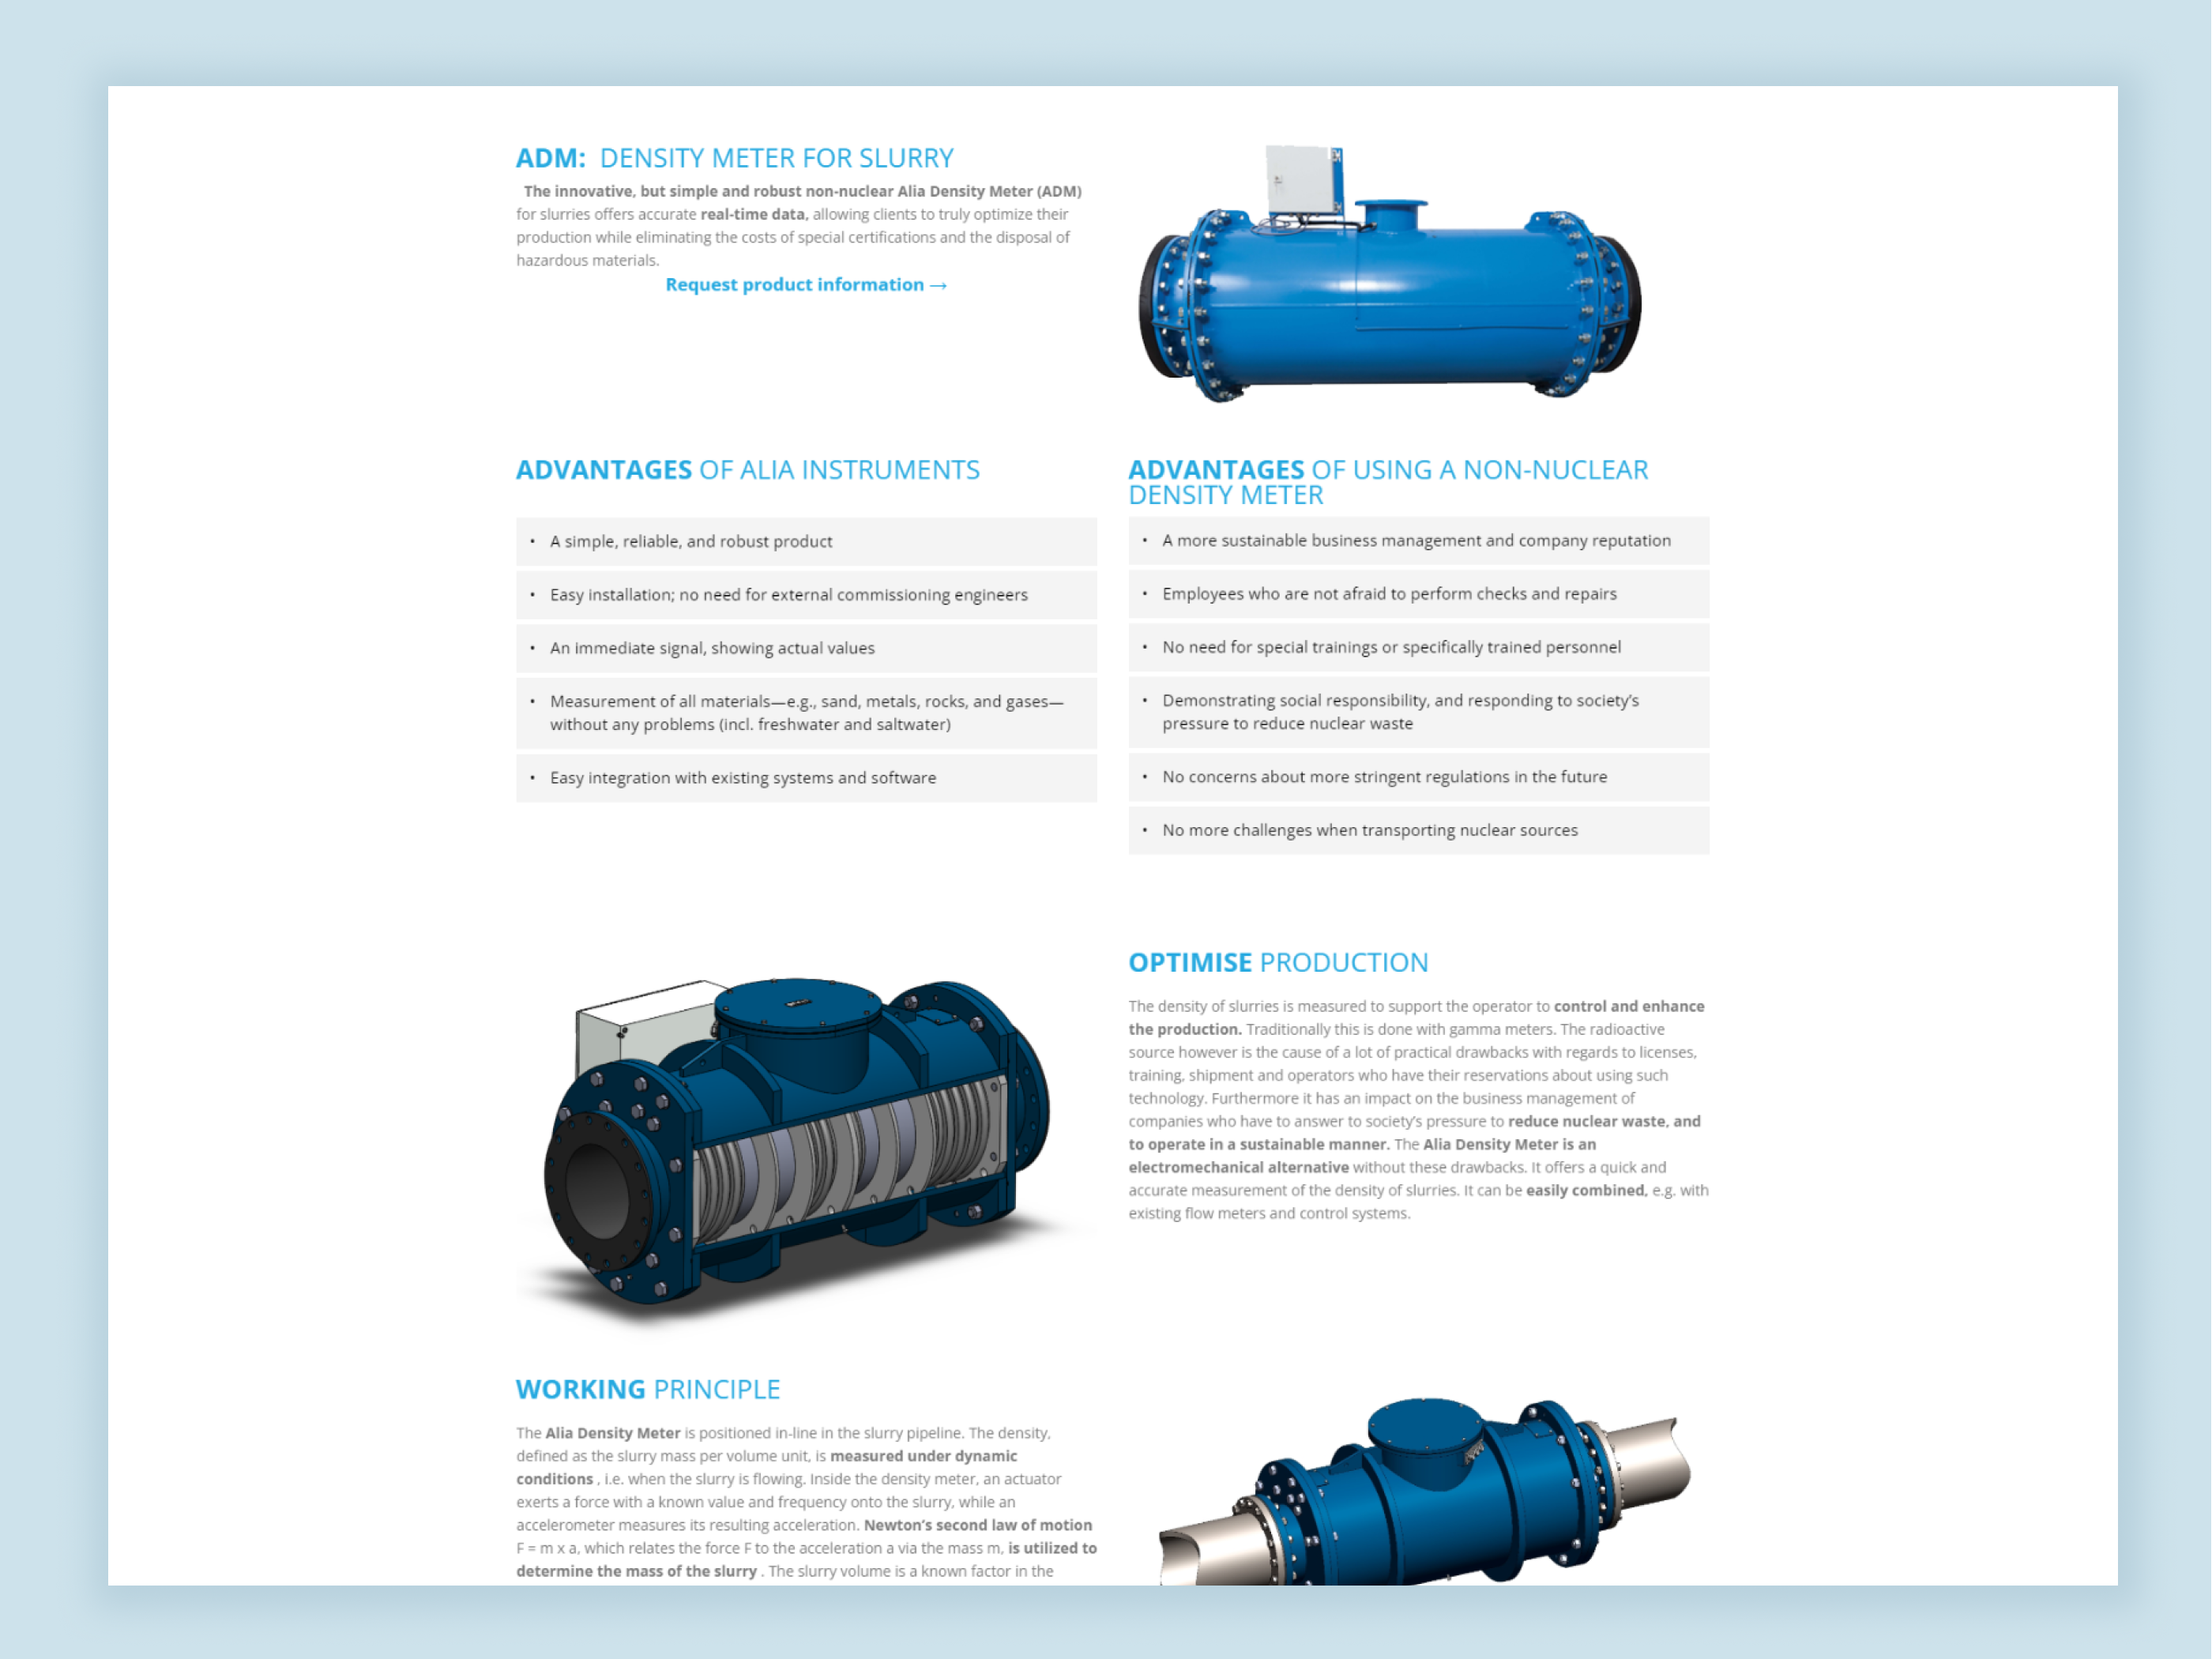 ADM: DENSITY METER FOR SLURRY
The innovative, but simple and robust non-nuclear Alia Density Meter (ADM)
for slurries offers accurate real-time data, allowing clients to truly optimize their
production while eliminating the costs of special certifications and the disposal of
hazardous materials.
Request product information →
ADVANTAGES OF ALIA INSTRUMENTS
• A simple, reliable, and robust product
• Easy installation; no need for external commissioning engineers
• An immediate signal, showing actual values
• Measurement of all materials—e.g., sand, metals, rocks, and gases—
without any problems (incl. freshwater and saltwater)
• Easy integration with existing systems and software
ADVANTAGES OF USING A NON-NUCLEAR
DENSITY METER
• A more sustainable business management and company reputation
• Employees who are not afraid to perform checks and repairs
• No need for special trainings or specifically trained personnel
• Demonstrating social responsibility, and responding to society's
pressure to reduce nuclear waste
• No concerns about more stringent regulations in the future
• No more challenges when transporting nuclear sources
OPTIMISE PRODUCTION
The density of slurries is measured to support the operator to control and enhance
the production. Traditionally this is done with gamma meters. The radioactive
source however is the cause of a lot of practical drawbacks with regards to licenses,
training, shipment and operators who have their reservations about using such
technology. Furthermore it has an impact on the business management of
companies who have to answer to society's pressure to reduce nuclear waste, and
to operate in a sustainable manner. The Alia Density Meter is an
electromechanical alternative without these drawbacks. It offers a quick and
accurate measurement of the density of slurries. It can be easily combined, e.g. with
existing flow meters and control systems.
WORKING PRINCIPLE
The Alia Density Meter is positioned in-line in the slurry pipeline. The density,
defined as the slurry mass per volume unit, is measured under dynamic
conditions , i.e. when the slurry is flowing. Inside the density meter, an actuator
exerts a force with a known value and frequency onto the slurry, while an
accelerometer measures its resulting acceleration. Newton's second law of motion
F = m x a, which relates the force F to the acceleration a via the mass m, is utilized to
determine the mass of the slurry . The slurry volume is a known factor in the